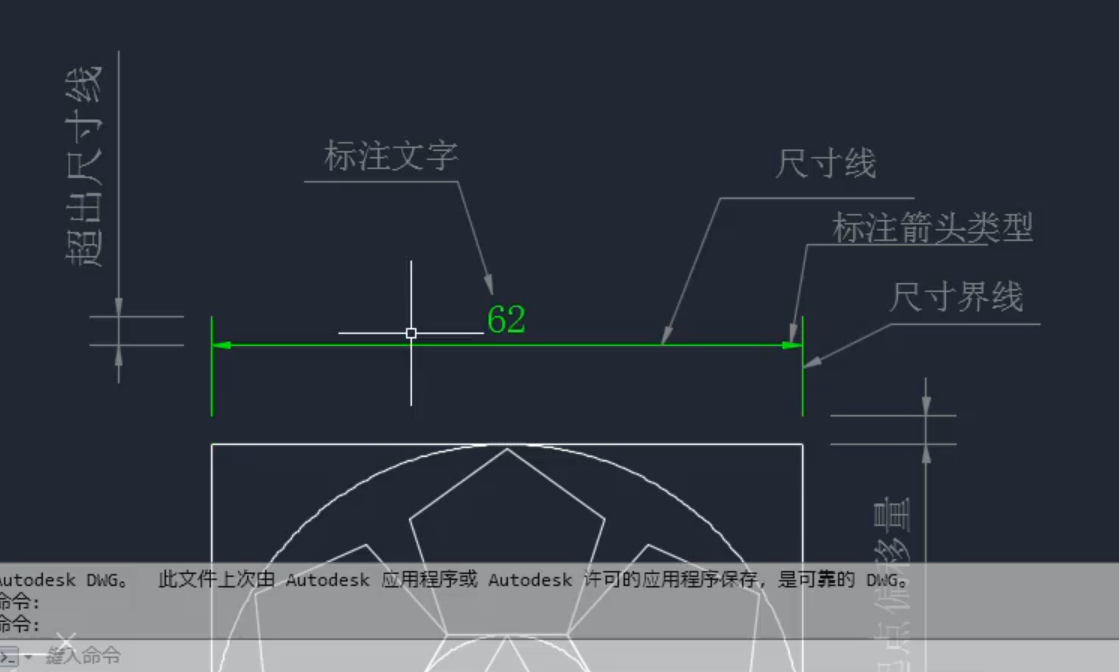 超出尺寸线
标注文字
尺寸线
标注箭头类型
尺寸界线
62
点偏移量
Autodesk DWG。 此文件上次由 Autodesk 应用程序或 Autodesk 许可的应用程序保存，是可靠的 DWG。
命令:
命令:
键入命令